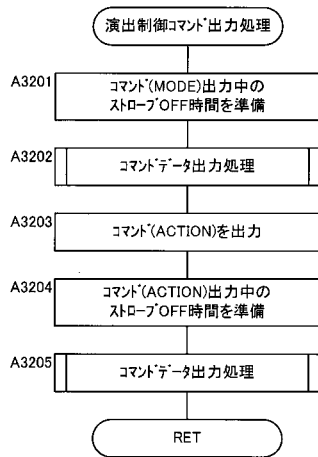 演出制御コマンド出力処理
A3201
コマンド(MODE)出力中の
ストローブOFF時間を準備
A3202
コマンドデータ出力処理
A3203
コマンド(ACTION)を出力
A3204
コマンド(ACTION)出力中の
ストローブOFF時間を準備
A3205
コマンドデータ出力処理
RET